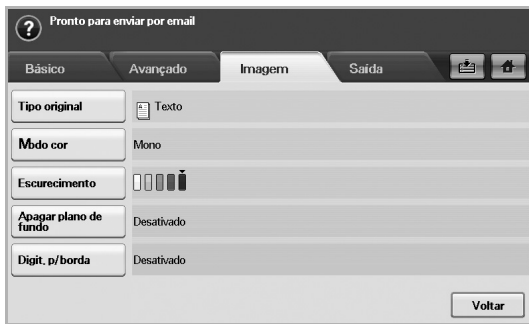 ? Pronto para enviar por email
Básico Avançado Imagem Saída
Tipo original Texto
Modo cor Mono
Escurecimento
Apagar plano de
fundo Desativado
Digit. p/borda Desativado
Voltar